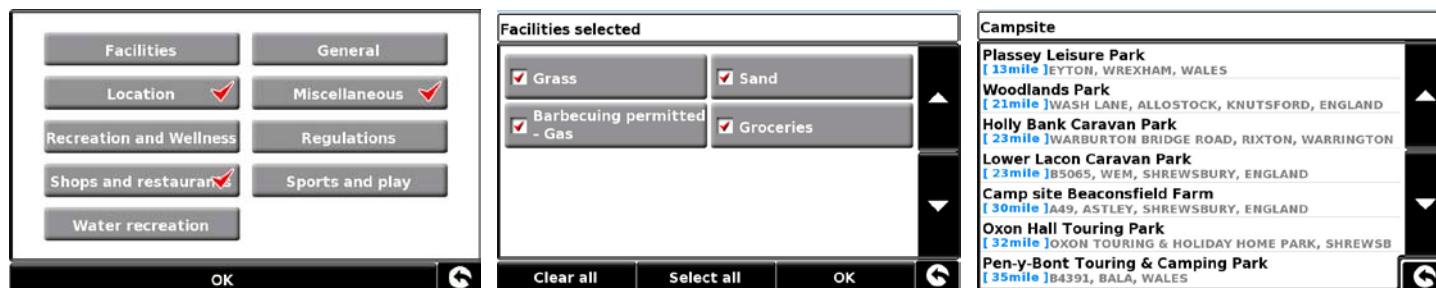 Facilities
General
Location
Miscellaneous
Recreation and Wellness
Regulations
Shops and restaurants
Sports and play
Water recreation
OK
Facilities selected
Grass
Sand
Barbecuing permitted
- Gas
Groceries
Clear all
Select all
OK
Campsite
Plassey Leisure Park
[ 13mile ]EYTON, WREXHAM, WALES
Woodlands Park
[ 21mile ]WASH LANE, ALLOSTOCK, KNUTSFORD, ENGLAND
Holly Bank Caravan Park
[ 23mile ]WARBURTON BRIDGE ROAD, RIXTON, WARRINGTON
Lower Lacon Caravan Park
[ 23mile ]B5065, WEM, SHREWSBURY, ENGLAND
Camp site Beaconsfield Farm
[ 30mile ]A49, ASTLEY, SHREWSBURY, ENGLAND
Oxon Hall Touring Park
[ 32mile ]OXON TOURING & HOLIDAY HOME PARK, SHREWSB
Pen-y-Bont Touring & Camping Park
[ 35mile ]B4391, BALA, WALES